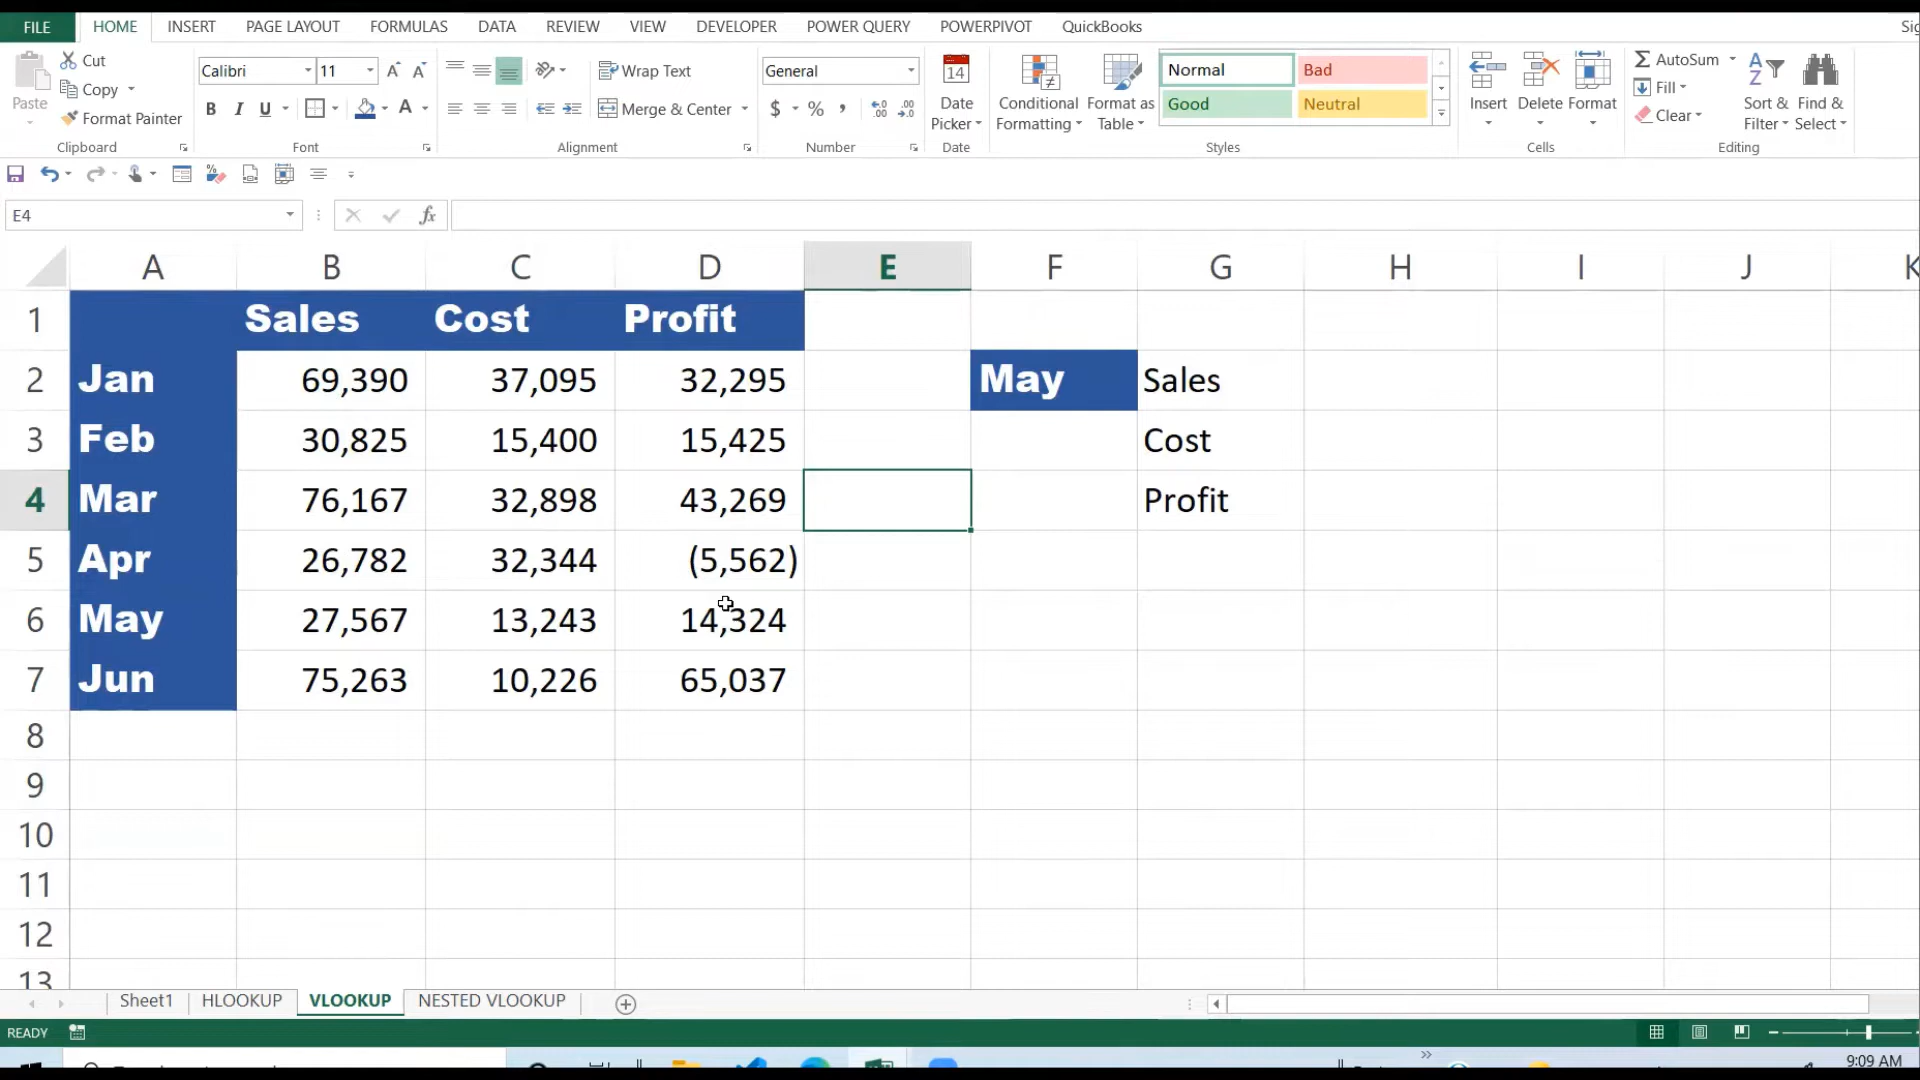 FILE HOME INSERT PAGE LAYOUT FORMULAS DATA REVIEW VIEW DEVELOPER POWER QUERY POWERPIVOT QuickBooks
Paste
Cut
Copy
Format Painter
Clipboard
Calibri 11
B I U
Font
Wrap Text
Merge & Center
Alignment
General
$ % ,
Number
14
Date Picker
Date
Conditional Formatting
Format as Table
Normal Bad
Good Neutral
Styles
Insert Delete Format
Cells
AutoSum
Fill
Clear
Sort & Filter
Find & Select
Editing
E4 fx
A B C D E F G H I J K
1 Sales Cost Profit
2 Jan 69,390 37,095 32,295 May Sales
3 Feb 30,825 15,400 15,425 Cost
4 Mar 76,167 32,898 43,269 Profit
5 Apr 26,782 32,344 (5,562)
6 May 27,567 13,243 14,324
7 Jun 75,263 10,226 65,037
8
9
10
11
12
13
Sheet1 HLOOKUP VLOOKUP NESTED VLOOKUP
READY
9:09 AM